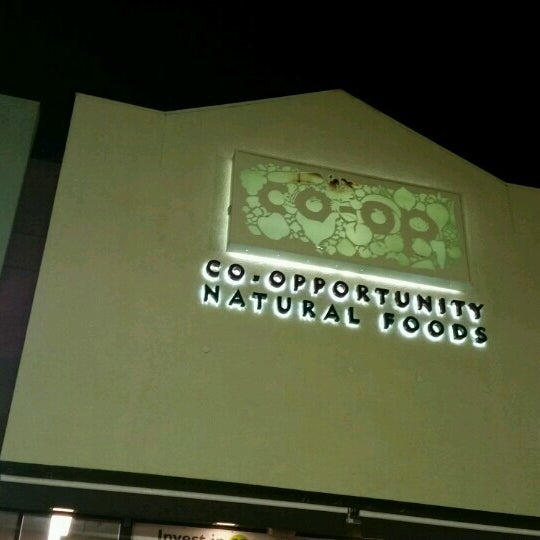 CO-OP
CO-OPPORTUNITY
NATURAL FOODS
Invest in